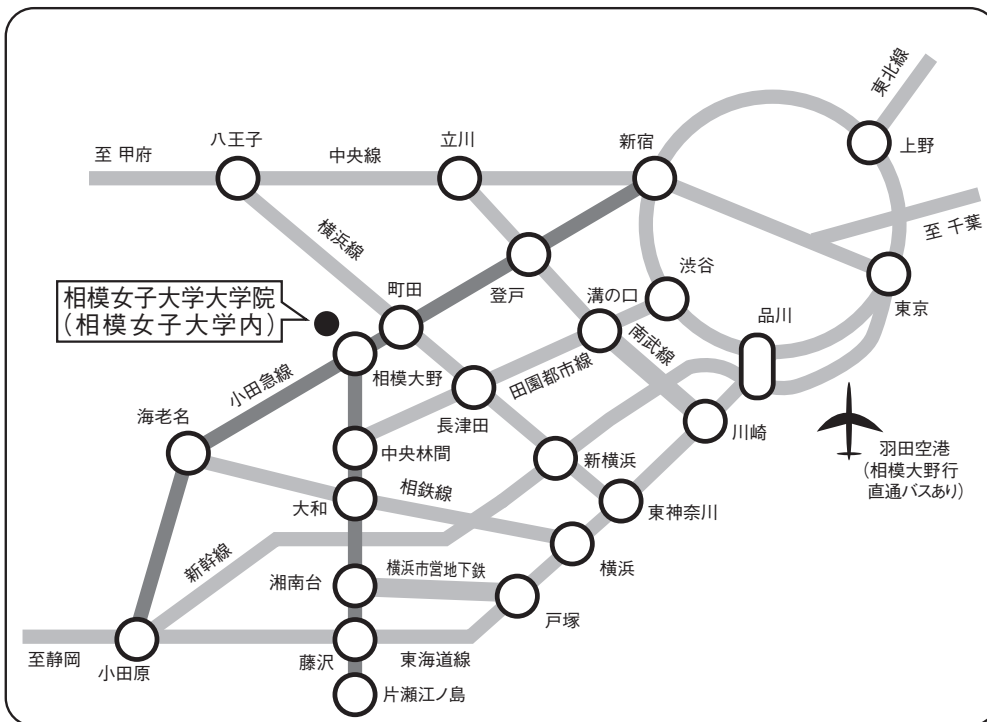 東北線
八王子
立川
新宿
上野
至 甲府
中央線
横浜線
至 千葉
渋谷
相模女子大学大学院
(相模女子大学内)
町田
登戸
溝の口
品川
東京
南武線
小田急線
相模大野
田園都市線
海老名
長津田
川崎
中央林間
新横浜
羽田空港
(相模大野行
直通バスあり)
相鉄線
大和
東神奈川
新幹線
横浜市営地下鉄
横浜
湘南台
戸塚
至静岡
小田原
藤沢
東海道線
片瀬江ノ島